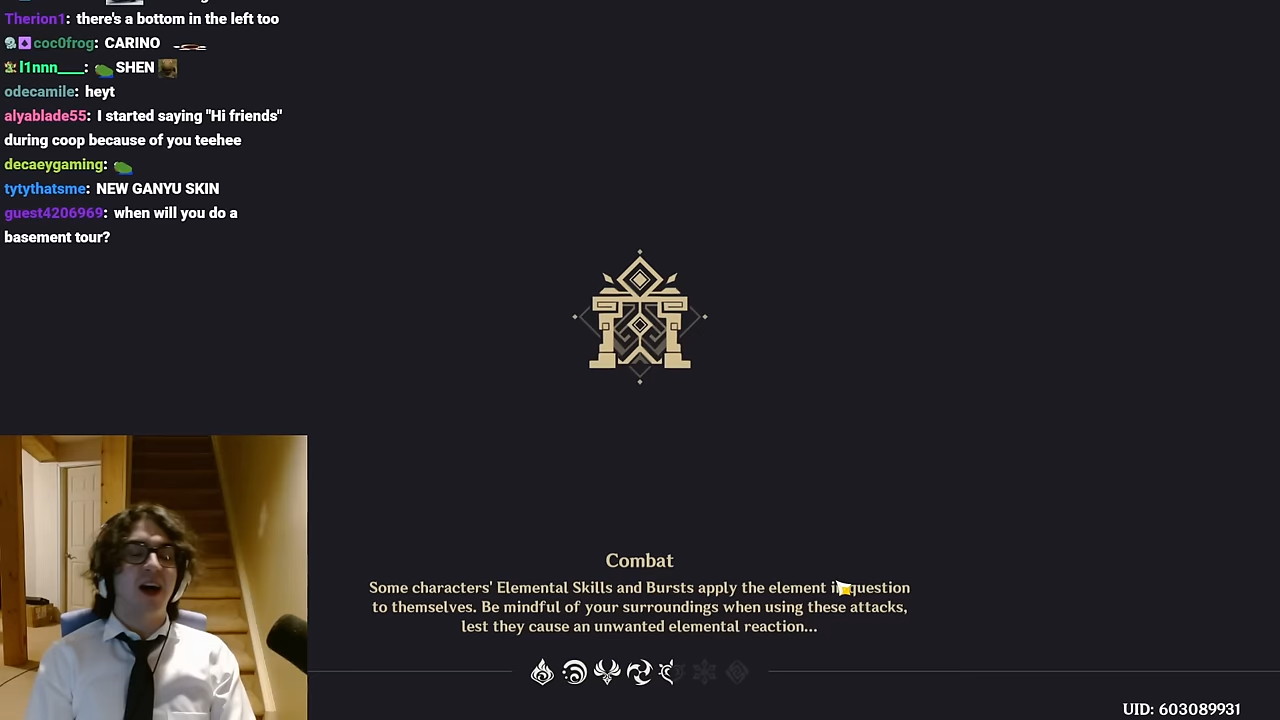 Therion1: there's a bottom in the left too
coc0frog: CARINO
l1nnn___: SHEN
odecamile: heyt
alyablade55: I started saying "Hi friends"
during coop because of you teehee
decaeygaming:
tytythatsme: NEW GANYU SKIN
guest4206969: when will you do a
basement tour?
Combat
Some characters' Elemental Skills and Bursts apply the element in question
to themselves. Be mindful of your surroundings when using these attacks,
lest they cause an unwanted elemental reaction...
UID: 603089931